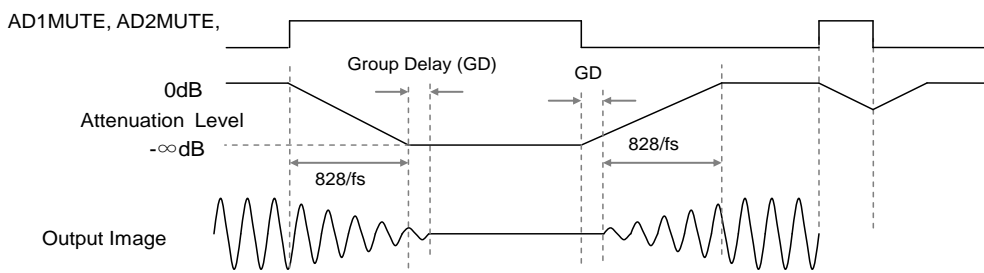 AD1MUTE, AD2MUTE,
Group Delay (GD)
GD
0dB
Attenuation Level
-∞dB
828/fs
828/fs
Output Image